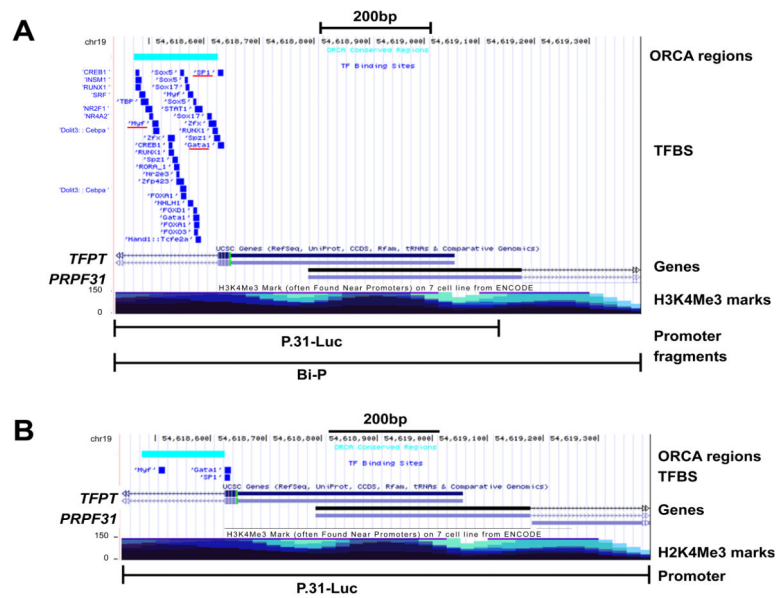 A
200bp
chr19
54,618,600| 54,618,700| 54,618,800| 54,618,900| 54,619,000| 54,619,100| 54,619,200| 54,619,300|
ORCA Conserved Regions
ORCA regions
TF Binding Sites
'CREB1' 'Sox5' 'SP1'
'INSM1' 'Sox5'
'RUNX1' 'Sox17'
'SRF' 'Myf'
'TBP' 'Sox5'
'NR2F1' 'STAT1'
'NR4A2' 'Sox17'
'Myf' 'Zfx'
'Dolit3::Cebpa' 'RUNX1'
'Zfx' 'Spz1'
'CREB1' 'Gata1'
'RUNX1'
TFBS
'Spz1'
'RORA_1'
'Nr2e3'
'Zfp423'
'Dolit3::Cebpa'
'FOXA1'
'NHLH1'
'FOXD1'
'Gata1'
'FOXA1'
'FOXO3'
'Hand1::Tcfe2a'
UCSC Genes (RefSeq, UniProt, CCDS, Rfam, tRNAs & Comparative Genomics)
TFPT
Genes
PRPF31
H3K4Me3 Mark (often Found Near Promoters) on 7 cell line from ENCODE
150
H3K4Me3 marks
0
P.31-Luc
Promoter
fragments
Bi-P
B
200bp
chr19
54,618,600| 54,618,700| 54,618,800| 54,618,900| 54,619,000| 54,619,100| 54,619,200| 54,619,300|
ORCA Conserved Regions
ORCA regions
TF Binding Sites
'Myf' 'Gata1'
TFBS
'SP1'
UCSC Genes (RefSeq, UniProt, CCDS, Rfam, tRNAs & Comparative Genomics)
TFPT
Genes
PRPF31
H3K4Me3 Mark (often Found Near Promoters) on 7 cell line from ENCODE
150
H2K4Me3 marks
0
Promoter
P.31-Luc